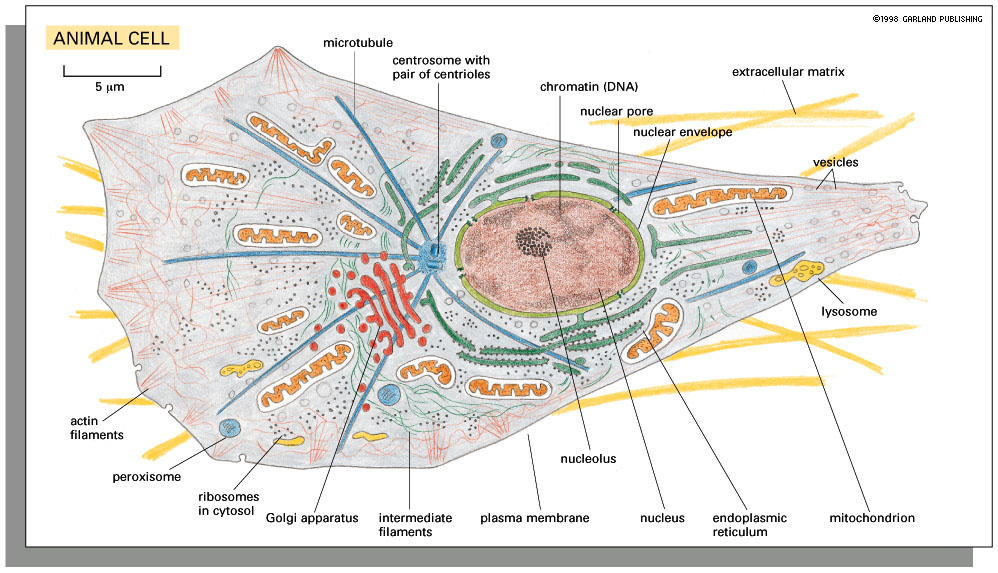 ©1998 GARLAND PUBLISHING
ANIMAL CELL
5 μm
microtubule
centrosome with
pair of centrioles
chromatin (DNA)
nuclear pore
nuclear envelope
extracellular matrix
vesicles
lysosome
actin
filaments
peroxisome
ribosomes
in cytosol
Golgi apparatus
intermediate
filaments
plasma membrane
nucleolus
nucleus
endoplasmic
reticulum
mitochondrion